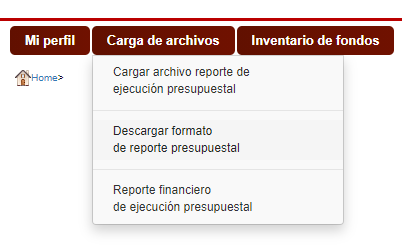 Mi perfil Carga de archivos Inventario de fondos
Home>
Cargar archivo reporte de
ejecución presupuestal
Descargar formato
de reporte presupuestal
Reporte financiero
de ejecución presupuestal